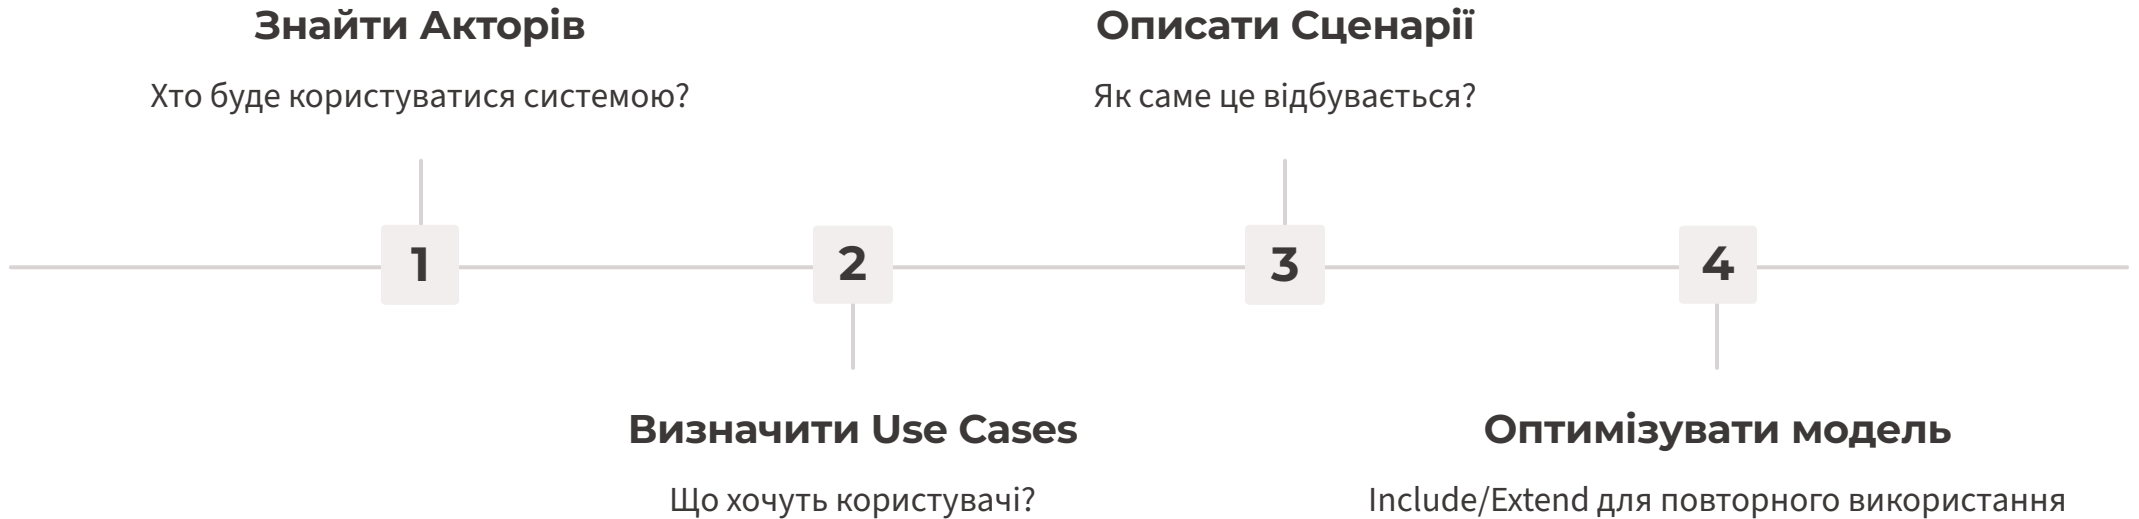 Знайти Акторів
Хто буде користуватися системою?
Описати Сценарії
Як саме це відбувається?
1
2
3
4
Визначити Use Cases
Що хочуть користувачі?
Оптимізувати модель
Include/Extend для повторного використання